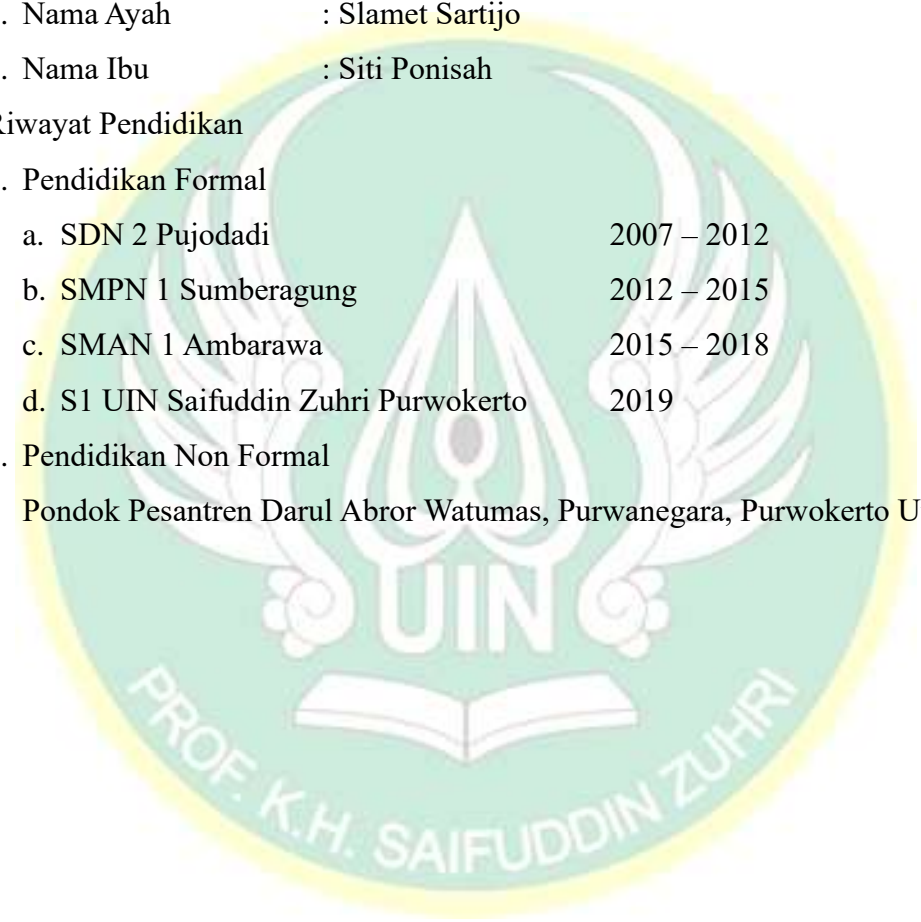 . Nama Ayah : Slamet Sartijo
. Nama Ibu : Siti Ponisah
Riwayat Pendidikan
. Pendidikan Formal
a. SDN 2 Pujodadi 2007 – 2012
b. SMPN 1 Sumberagung 2012 – 2015
c. SMAN 1 Ambarawa 2015 – 2018
d. S1 UIN Saifuddin Zuhri Purwokerto 2019
. Pendidikan Non Formal
Pondok Pesantren Darul Abror Watumas, Purwanegara, Purwokerto U
UIN
PROF. K.H. SAIFUDDIN ZUHRI